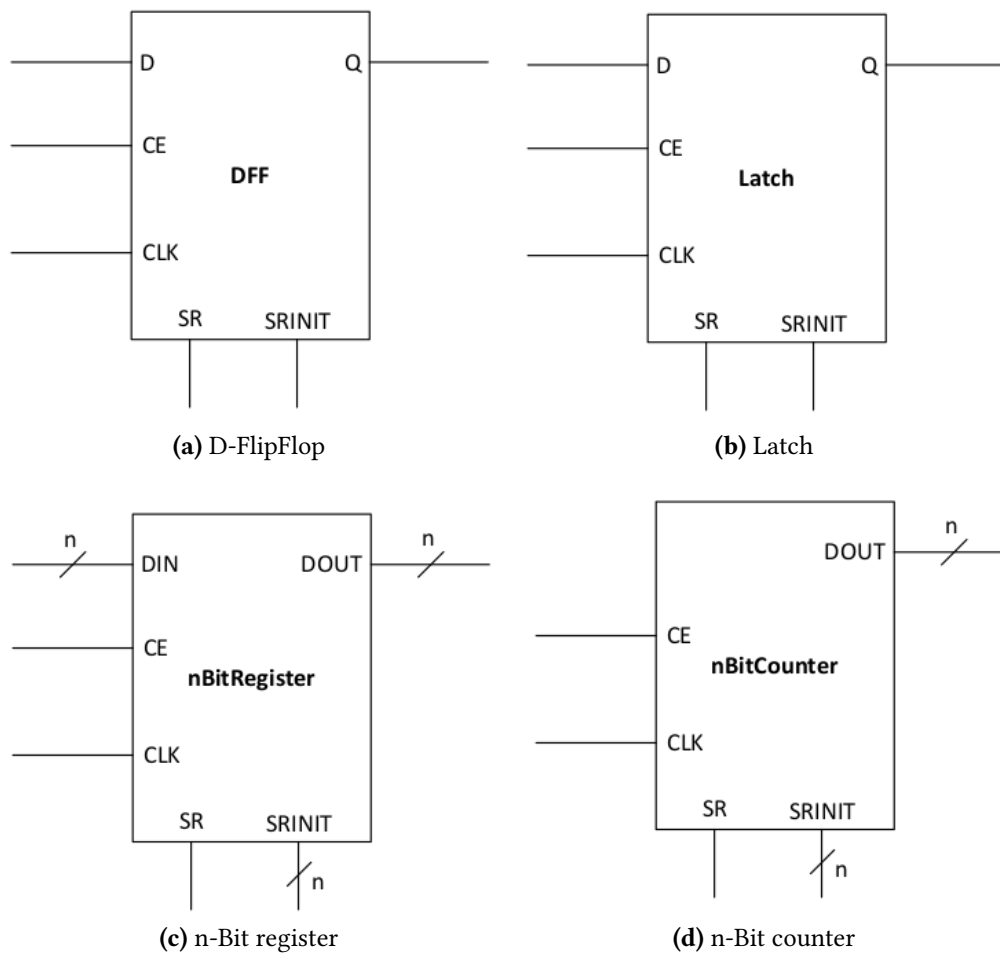 D Q
CE
DFF
CLK
SR SRINIT
(a) D-FlipFlop
D Q
CE
Latch
CLK
SR SRINIT
(b) Latch
n n
DIN DOUT
CE
nBitRegister
CLK
SR SRINIT
n
(c) n-Bit register
n
DOUT
CE
nBitCounter
CLK
SR SRINIT
n
(d) n-Bit counter